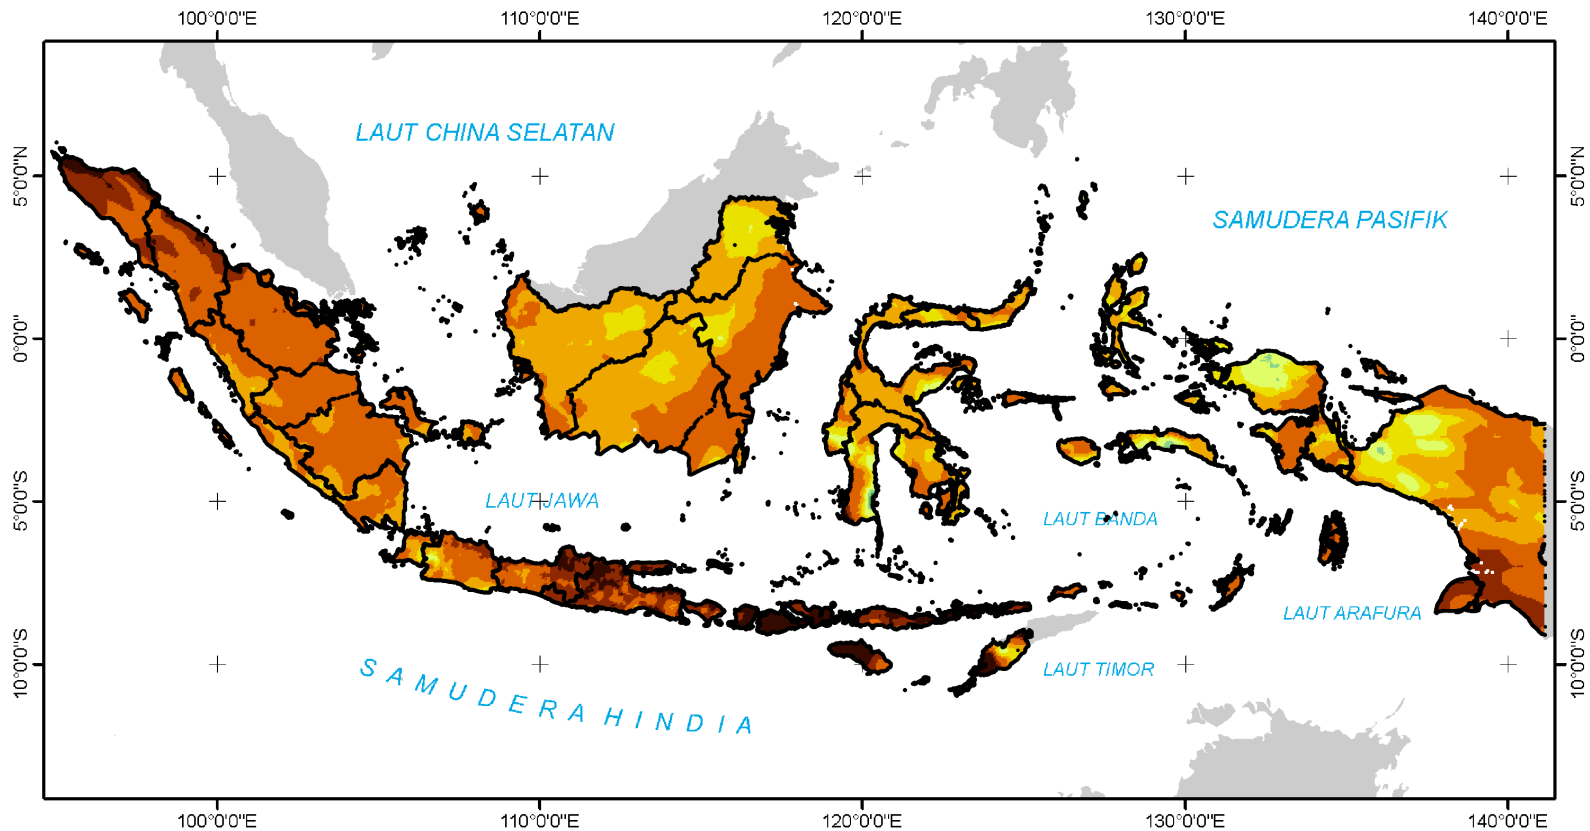 100°0'0"E 110°0'0"E 120°0'0"E 130°0'0"E 140°0'0"E
LAUT CHINA SELATAN
5°0'0"N 5°0'0"N
SAMUDERA PASIFIK
0°0'0" 0°0'0"
LAUT JAWA
5°0'0"S 5°0'0"S
LAUT BANDA
LAUT ARAFURA
10°0'0"S 10°0'0"S
LAUT TIMOR
SAMUDERA HINDIA
100°0'0"E 110°0'0"E 120°0'0"E 130°0'0"E 140°0'0"E